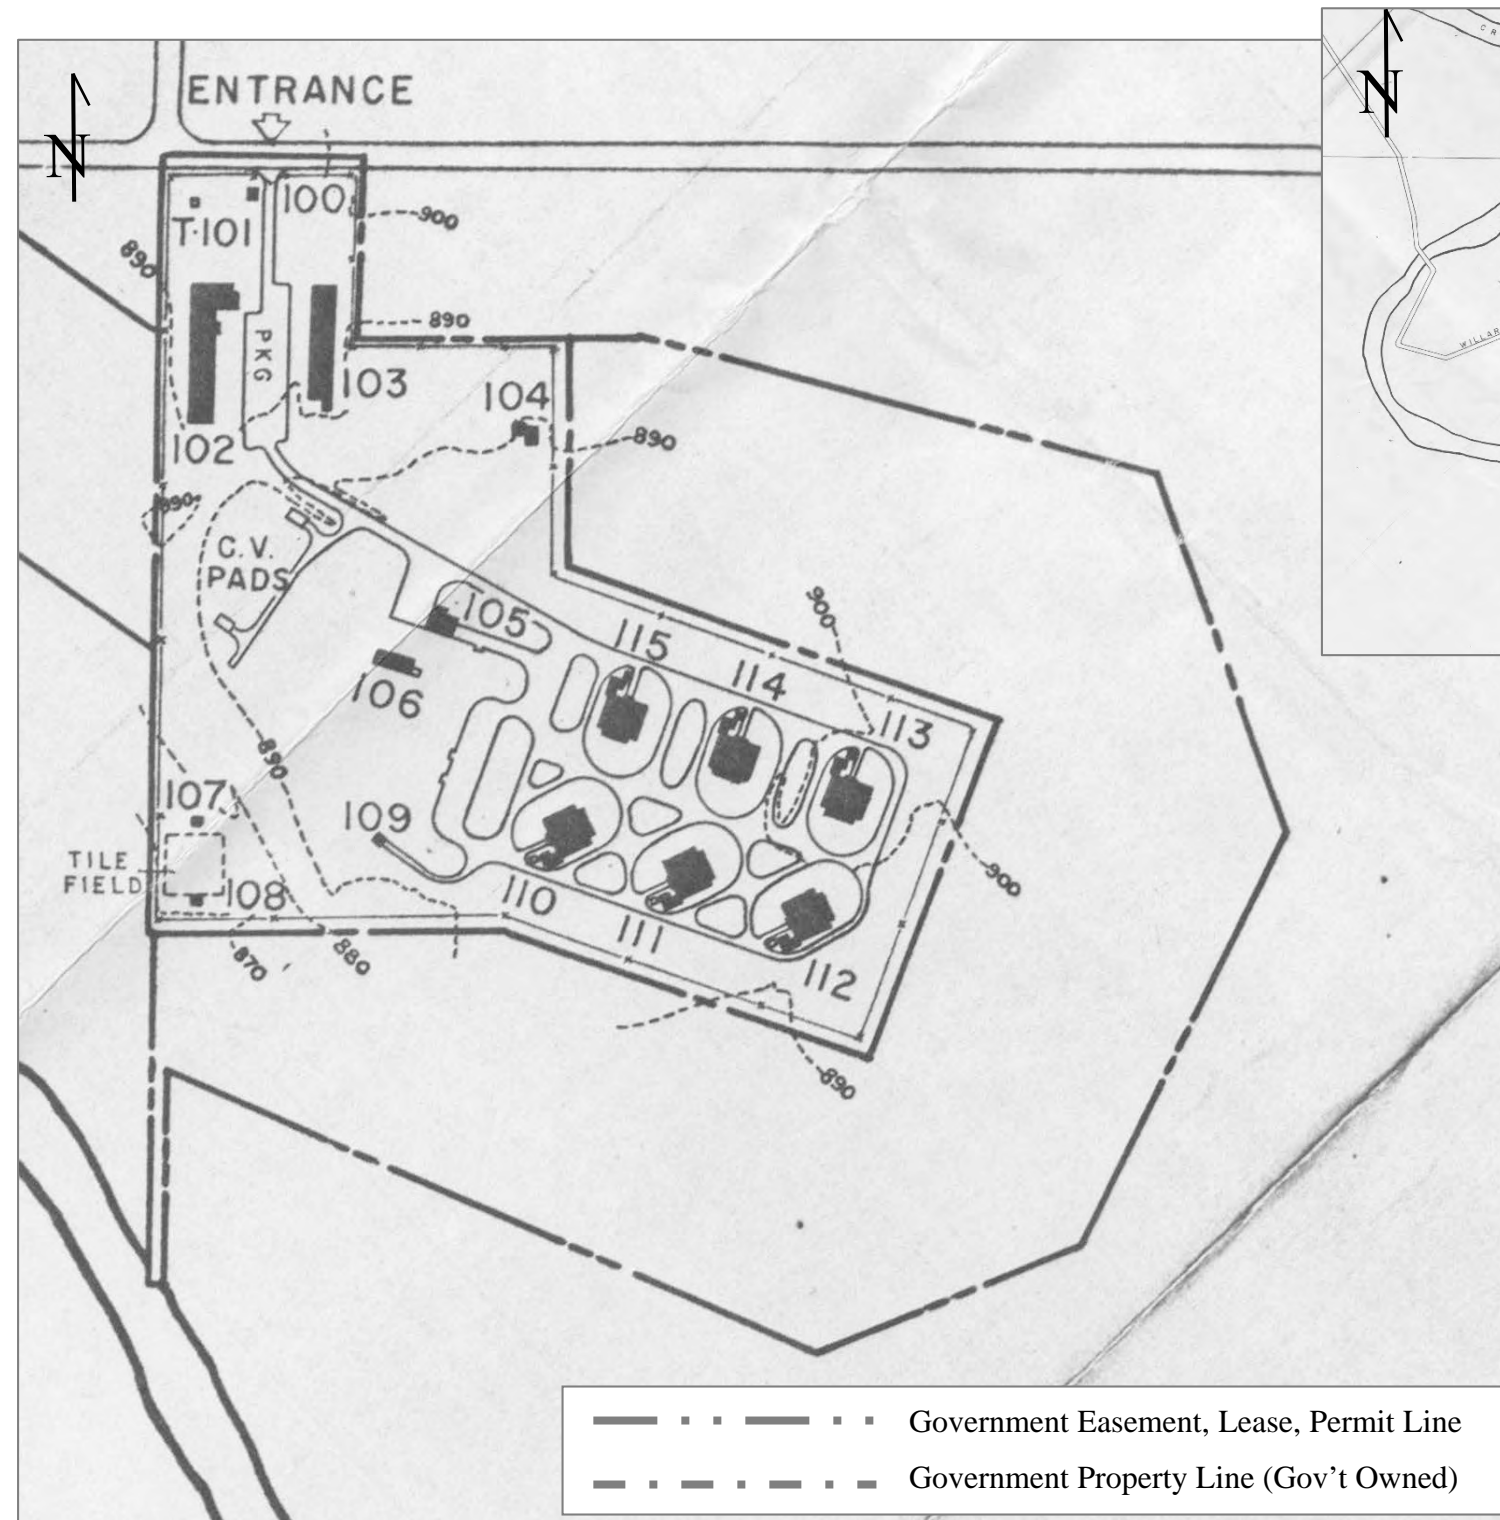 N
ENTRANCE
N
CR
100
T-101
900
890
WILLAR
890
PKG
103
104
102
890
890
C. V.
PADS
900
105
115
106
114
113
890
107
109
TILE
FIELD
108
900
110
111
870
880
112
890
Government Easement, Lease, Permit Line
Government Property Line (Gov’t Owned)